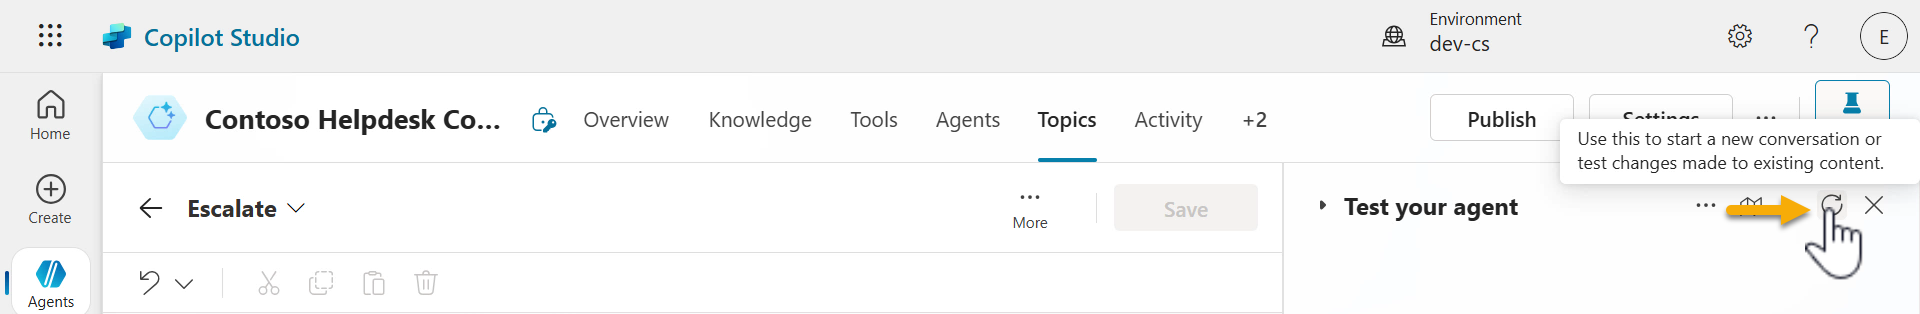 Copilot Studio
Environment
dev-cs
?
E
Home
Create
Agents
Contoso Helpdesk Co...
Overview
Knowledge
Tools
Agents
Topics
Activity
+2
Publish
Settings
...
Use this to start a new conversation or
test changes made to existing content.
Escalate
...
More
Save
Test your agent
...